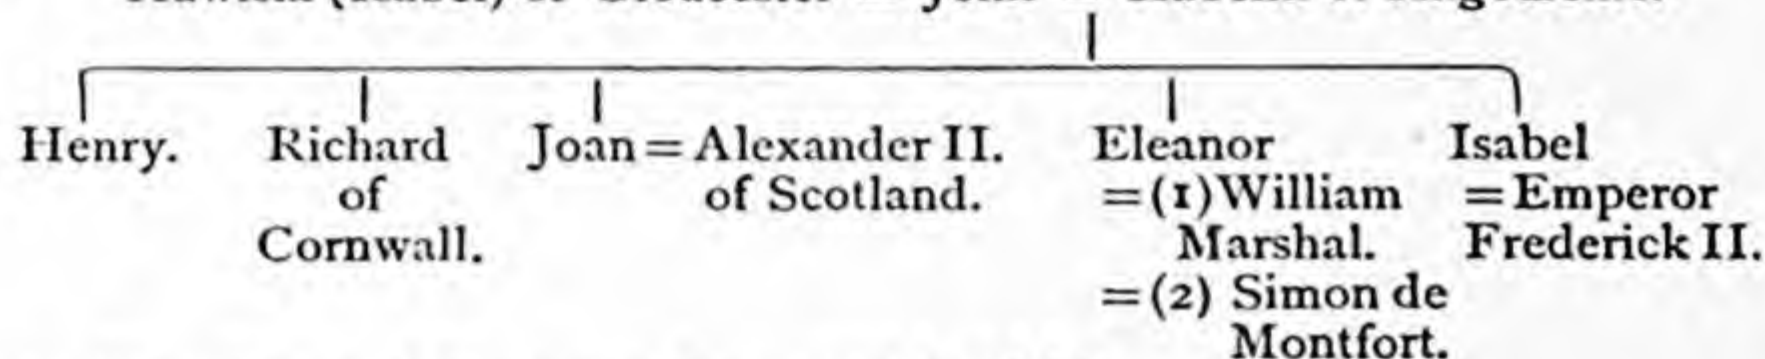 Henry. Richard Joan = Alexander II. Eleanor Isabel
of of Scotland. = (1) William = Emperor
Cornwall. Marshal. Frederick II.
= (2) Simon de
Montfort.